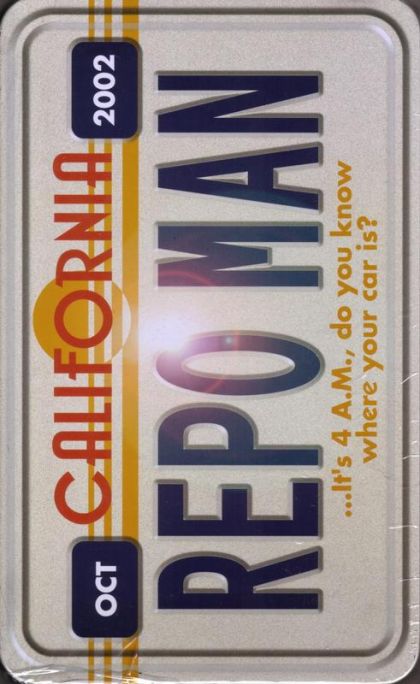 OCT CALIFORNIA 2002
REPO MAN
...It's 4 A.M., do you know
where your car is?